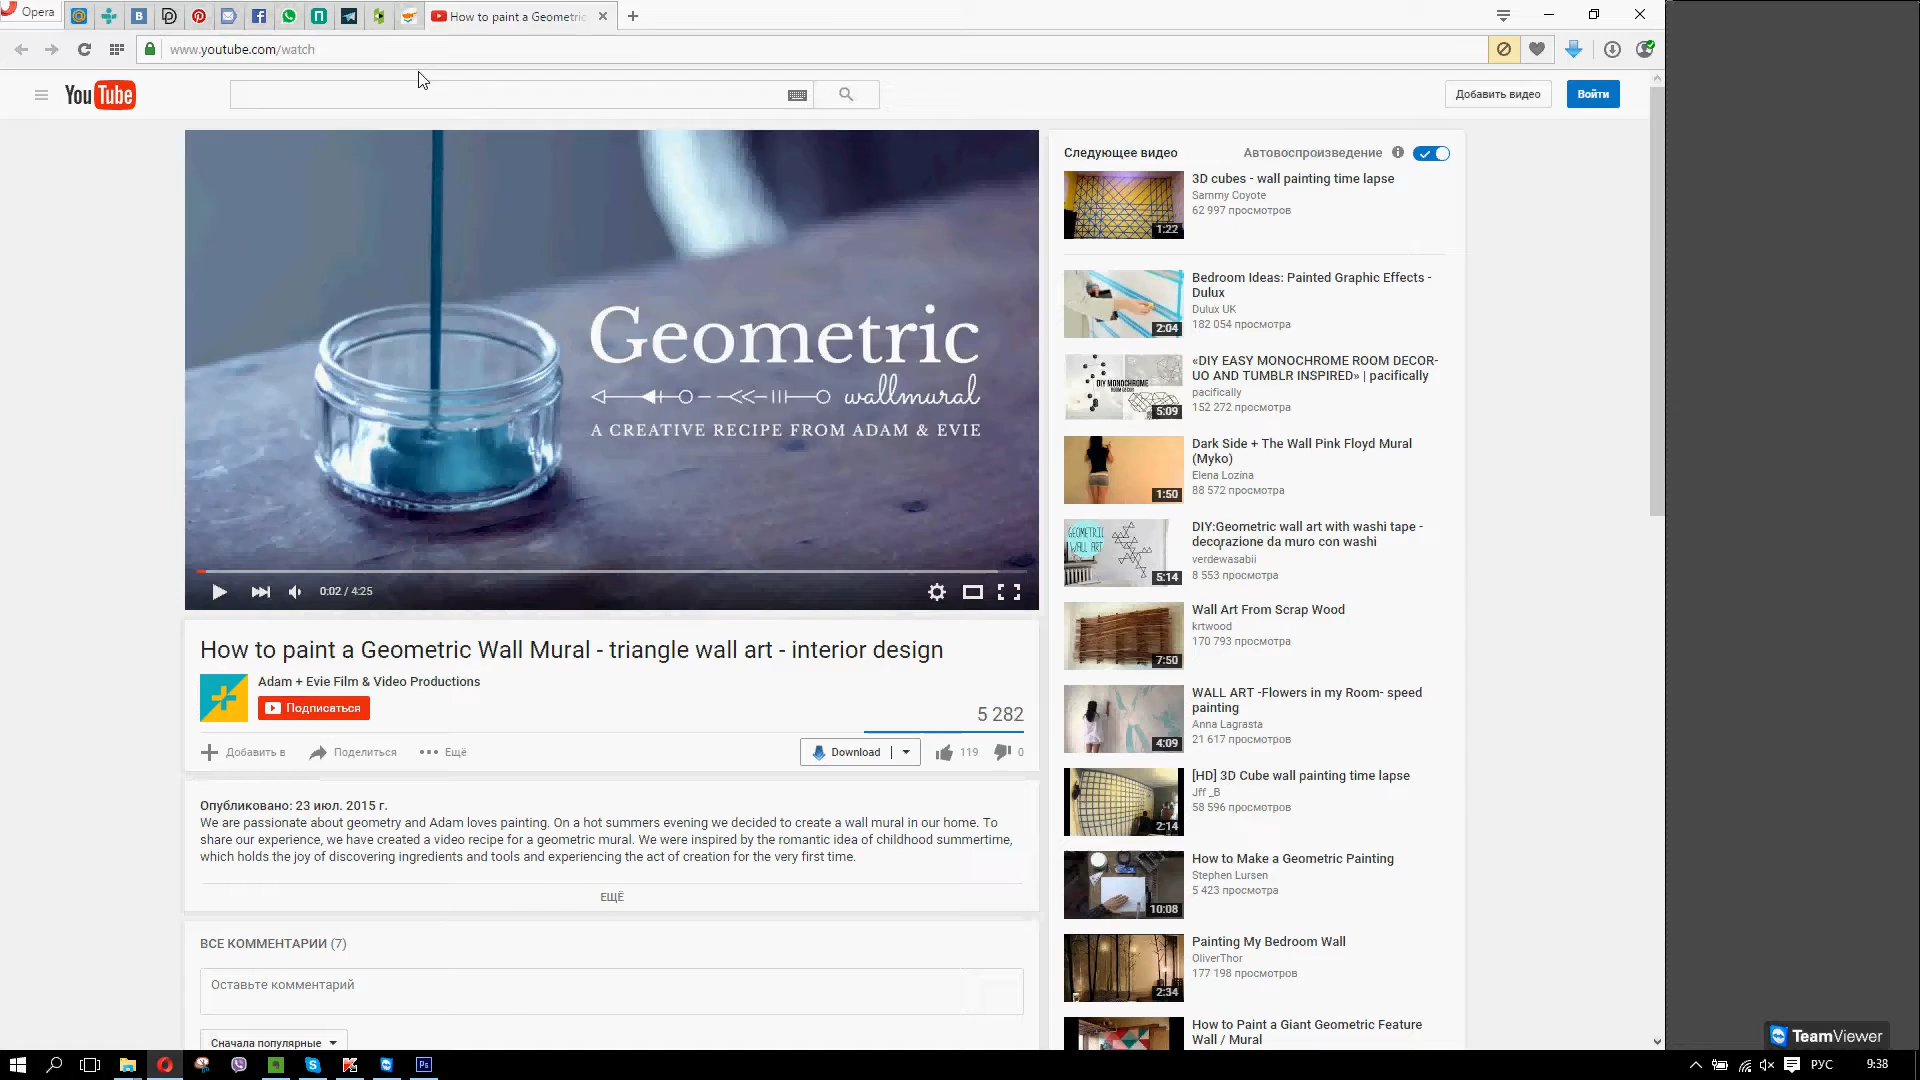 Opera
How to paint a Geometric
www.youtube.com/watch
YouTube
Добавить видео
Войти
Geometric
wallmural
A CREATIVE RECIPE FROM ADAM & EVIE
0:02 / 4:25
How to paint a Geometric Wall Mural - triangle wall art - interior design
Adam + Evie Film & Video Productions
Подписаться
5 282
Добавить в
Поделиться
Ещё
Download
119
0
Опубликовано: 23 июл. 2015 г.
We are passionate about geometry and Adam loves painting. On a hot summers evening we decided to create a wall mural in our home. To
share our experience, we have created a video recipe for a geometric mural. We were inspired by the romantic idea of childhood summertime,
which holds the joy of discovering ingredients and tools and experiencing the act of creation for the very first time.
ЕЩЁ
ВСЕ КОММЕНТАРИИ (7)
Оставьте комментарий
Сначала популярные
Следующее видео
Автовоспроизведение
3D cubes - wall painting time lapse
Sammy Coyote
62 997 просмотров
1:22
Bedroom Ideas: Painted Graphic Effects -
Dulux
Dulux UK
182 054 просмотра
2:04
«DIY EASY MONOCHROME ROOM DECOR-
UO AND TUMBLR INSPIRED» | pacifically
pacifically
152 272 просмотра
DIY MONOCHROME
ROOM DECOR
5:09
Dark Side + The Wall Pink Floyd Mural
(Myko)
Elena Lozina
88 572 просмотра
1:50
DIY:Geometric wall art with washi tape -
decorazione da muro con washi
verdewasabii
8 553 просмотра
GEOMETRIC
WALL ART
5:14
Wall Art From Scrap Wood
krtwood
170 793 просмотра
7:50
WALL ART -Flowers in my Room- speed
painting
Anna Lagrasta
21 617 просмотров
4:09
[HD] 3D Cube wall painting time lapse
Jff _B
58 596 просмотров
2:14
How to Make a Geometric Painting
Stephen Lursen
5 423 просмотра
10:08
Painting My Bedroom Wall
OliverThor
177 198 просмотров
2:34
How to Paint a Giant Geometric Feature
Wall / Mural
TeamViewer
РУС
9:38